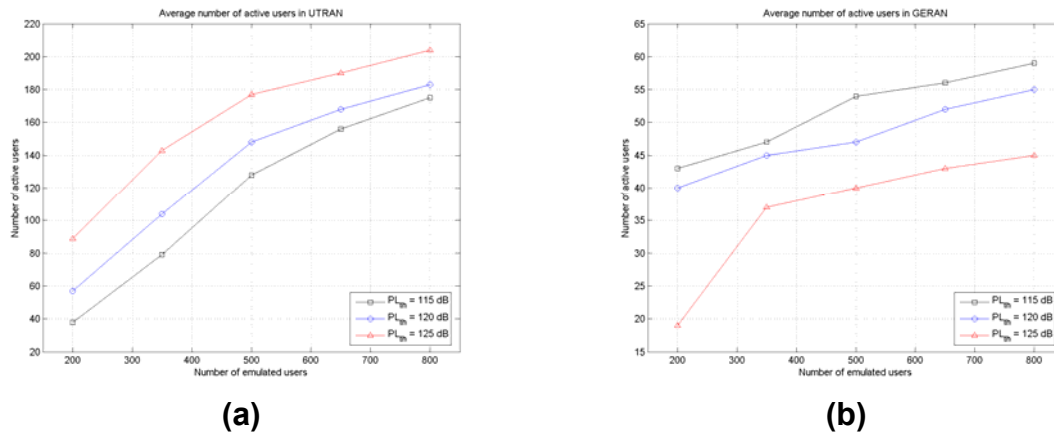 Average number of active users in UTRAN
220
200
180
160
140
120
100
80
60
40
20
200 300 400 500 600 700 800
Number of active users
Number of emulated users
PLth = 115 dB
PLth = 120 dB
PLth = 125 dB
(a)
Average number of active users in GERAN
65
60
55
50
45
40
35
30
25
20
15
200 300 400 500 600 700 800
Number of active users
Number of emulated users
PLth = 115 dB
PLth = 120 dB
PLth = 125 dB
(b)